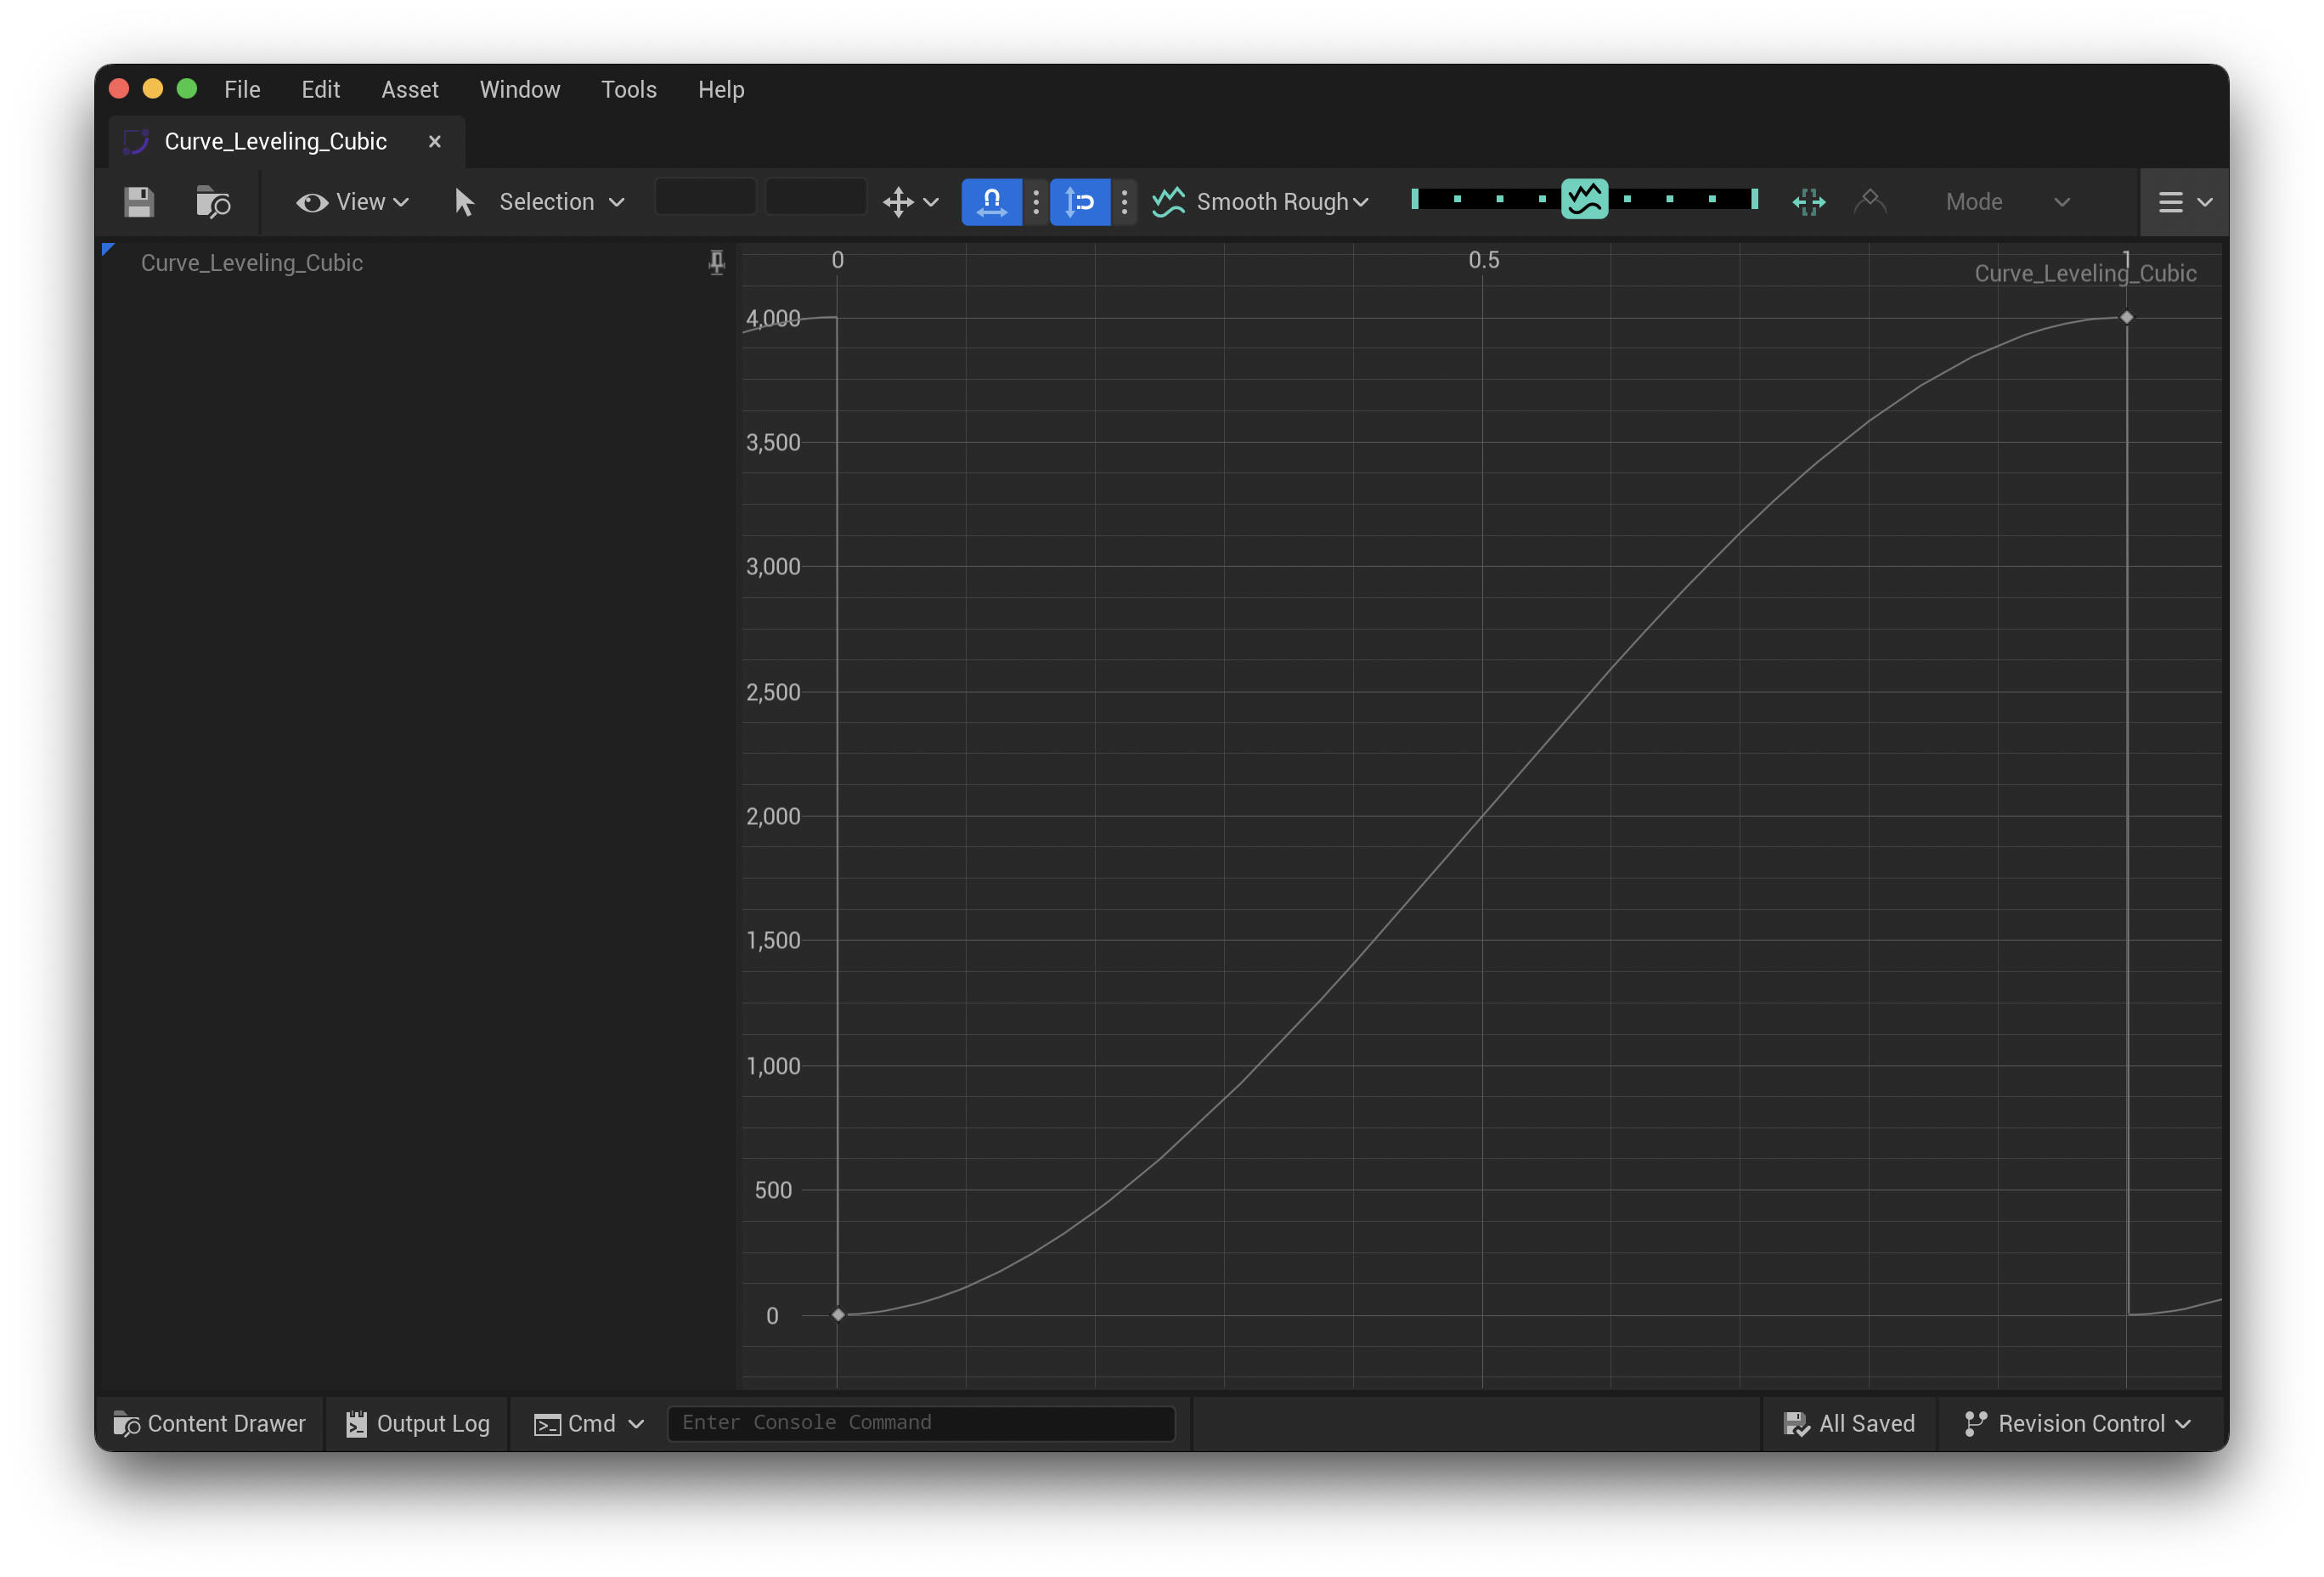 File Edit Asset Window Tools Help
Curve_Leveling_Cubic
View Selection Smooth Rough Mode
Curve_Leveling_Cubic
0 0.5 1
Curve_Leveling_Cubic
4,000
3,500
3,000
2,500
2,000
1,500
1,000
500
0
Content Drawer Output Log Cmd Enter Console Command All Saved Revision Control